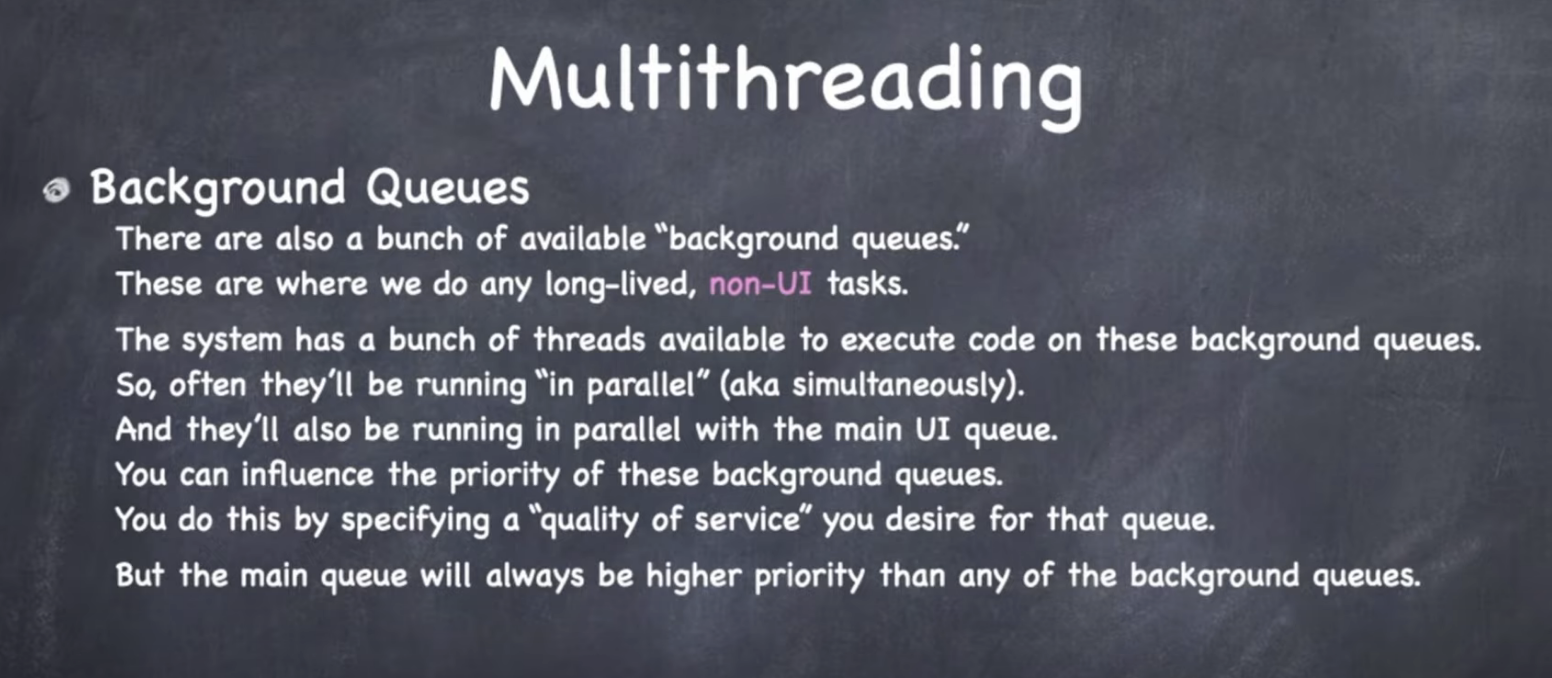 Multithreading
Background Queues
There are also a bunch of available “background queues.”
These are where we do any long-lived, non-UI tasks.
The system has a bunch of threads available to execute code on these background queues.
So, often they’ll be running “in parallel” (aka simultaneously).
And they’ll also be running in parallel with the main UI queue.
You can influence the priority of these background queues.
You do this by specifying a “quality of service” you desire for that queue.
But the main queue will always be higher priority than any of the background queues.